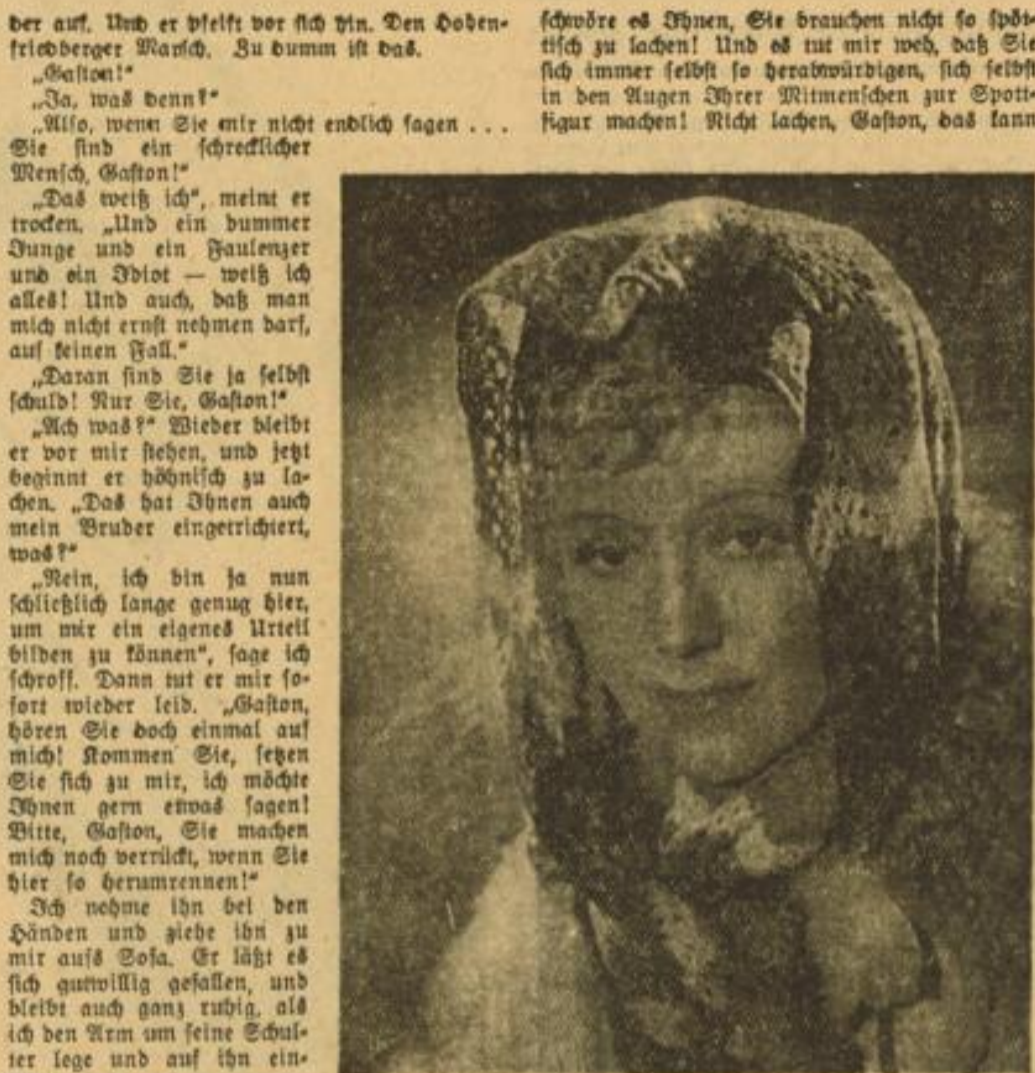 der auf. Und er pfeift vor sich hin. Den Hohen-
friedberger Marsch. Zu dumm ist das.
„Gaston!“
„Ja, was denn?“
„Also, wenn Sie mir nicht endlich sagen ...
Sie sind ein schrecklicher
Mensch, Gaston!“
„Das weiß ich“, meint er
trocken. „Und ein dummer
Junge und ein Faulenzer
und ein Idiot — weiß ich
alles! Und auch, daß man
mich nicht ernst nehmen darf,
auf keinen Fall.“
„Daran sind Sie ja selbst
schuld! Nur Sie, Gaston!“
„Ach was?“ Wieder bleibt
er vor mir stehen, und jetzt
beginnt er höhnisch zu la-
chen. „Das hat Ihnen auch
mein Bruder eingetrichtert,
was?“
„Nein, ich bin ja nun
schließlich lange genug hier,
um mir ein eigenes Urteil
bilden zu können“, sage ich
schroff. Dann tut er mir so-
fort wieder leid. „Gaston,
hören Sie doch einmal auf
mich! Kommen Sie, setzen
Sie sich zu mir, ich möchte
Ihnen gern etwas sagen!
Bitte, Gaston, Sie machen
mich noch verrückt, wenn Sie
hier so herumrennen!“
Ich nehme ihn bei den
Händen und ziehe ihn zu
mir aufs Sofa. Er läßt es
sich gutwillig gefallen, und
bleibt auch ganz ruhig, als
ich den Arm um seine Schul-
ter lege und auf ihn ein-
schwöre es Ihnen, Sie brauchen nicht so spöt-
tisch zu lachen! Und es tut mir weh, daß Sie
sich immer selbst so herabwürdigen, sich selbst
in den Augen Ihrer Mitmenschen zur Spott-
figur machen! Nicht lachen, Gaston, das kann